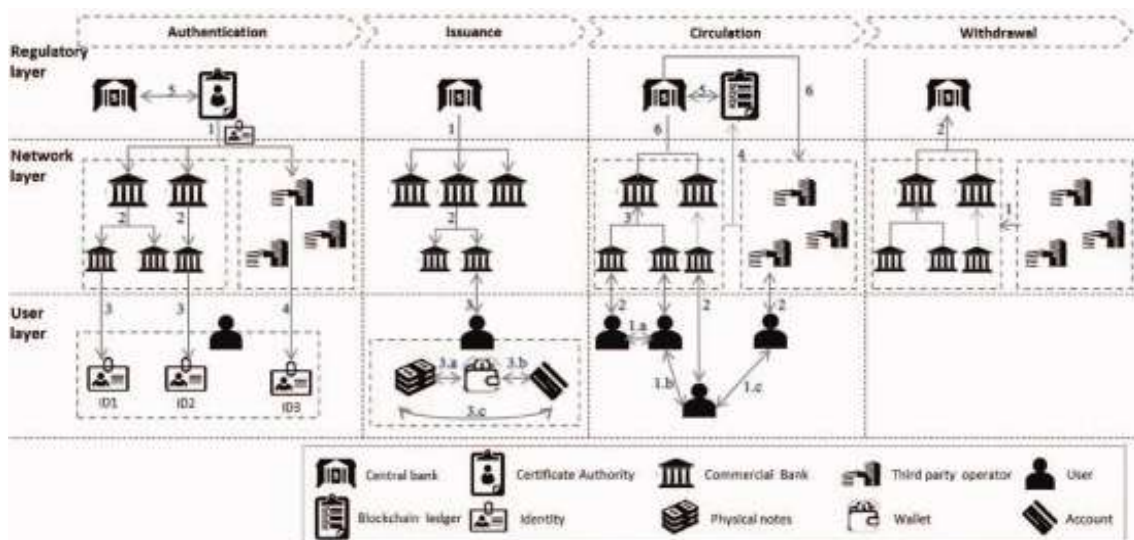 Authentication Issuance Circulation Withdrawal
Regulatory
layer
5 5 6
1 1 6 2
Network
layer
4
2 2 2 3 1
User
layer
3 3 4 3 2 2 2
1.a
3.a 3.b
1.b 1.c
ID1 ID2 ID3
3.c
Central bank Certificate Authority Commercial Bank Third party operator User
Blockchain ledger Identity Physical notes Wallet Account